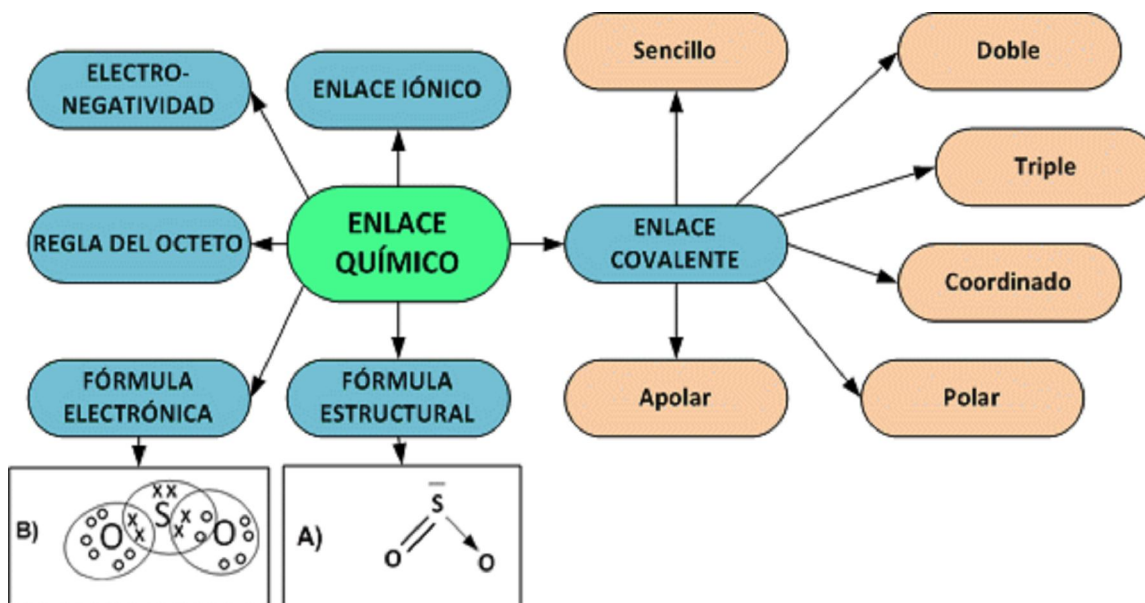 ELECTRO-
NEGATIVIDAD
ENLACE IÓNICO
Sencillo
Doble
Triple
REGLA DEL OCTETO
ENLACE
QUÍMICO
ENLACE
COVALENTE
Coordinado
FÓRMULA
ELECTRÓNICA
FÓRMULA
ESTRUCTURAL
Apolar
Polar
B)
O
x x
S
x
x
x
x
O
A)
S
O
O